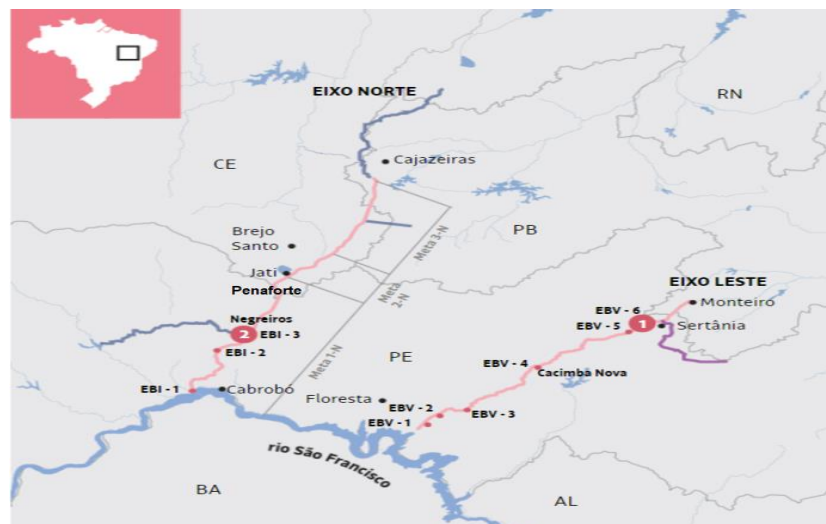 EIXO NORTE
RN
CE
Cajazeiras
Brejo
Santo
PB
Meta 3-N
Jati
EIXO LESTE
Penaforte
Meta
2-N
Monteiro
EBV - 6
Negreiros
1
Sertânia
2
EBI - 3
EBV - 5
EBI - 2
Meta 1-N
PE
EBV - 4
Cacimba Nova
EBI - 1
Cabrobó
Floresta
EBV - 2
EBV - 3
EBV - 1
rio São Francisco
BA
AL